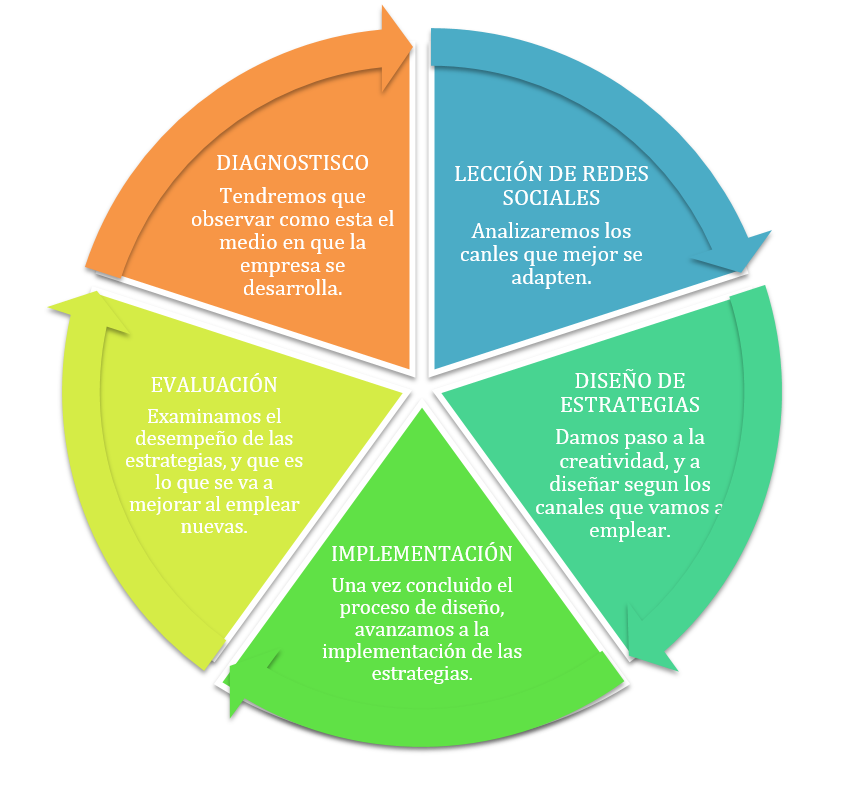 DIAGNOSTISCO
Tendremos que
observar como esta el
medio en que la
empresa se
desarrolla.
LECCIÓN DE REDES
SOCIALES
Analizaremos los
canles que mejor se
adapten.
DISEÑO DE
ESTRATEGIAS
Damos paso a la
creatividad, y a
diseñar segun los
canales que vamos a
emplear.
IMPLEMENTACIÓN
Una vez concluido el
proceso de diseño,
avanzamos a la
implementación de las
estrategias.
EVALUACIÓN
Examinamos el
desempeño de las
estrategias, y que es
lo que se va a
mejorar al emplear
nuevas.